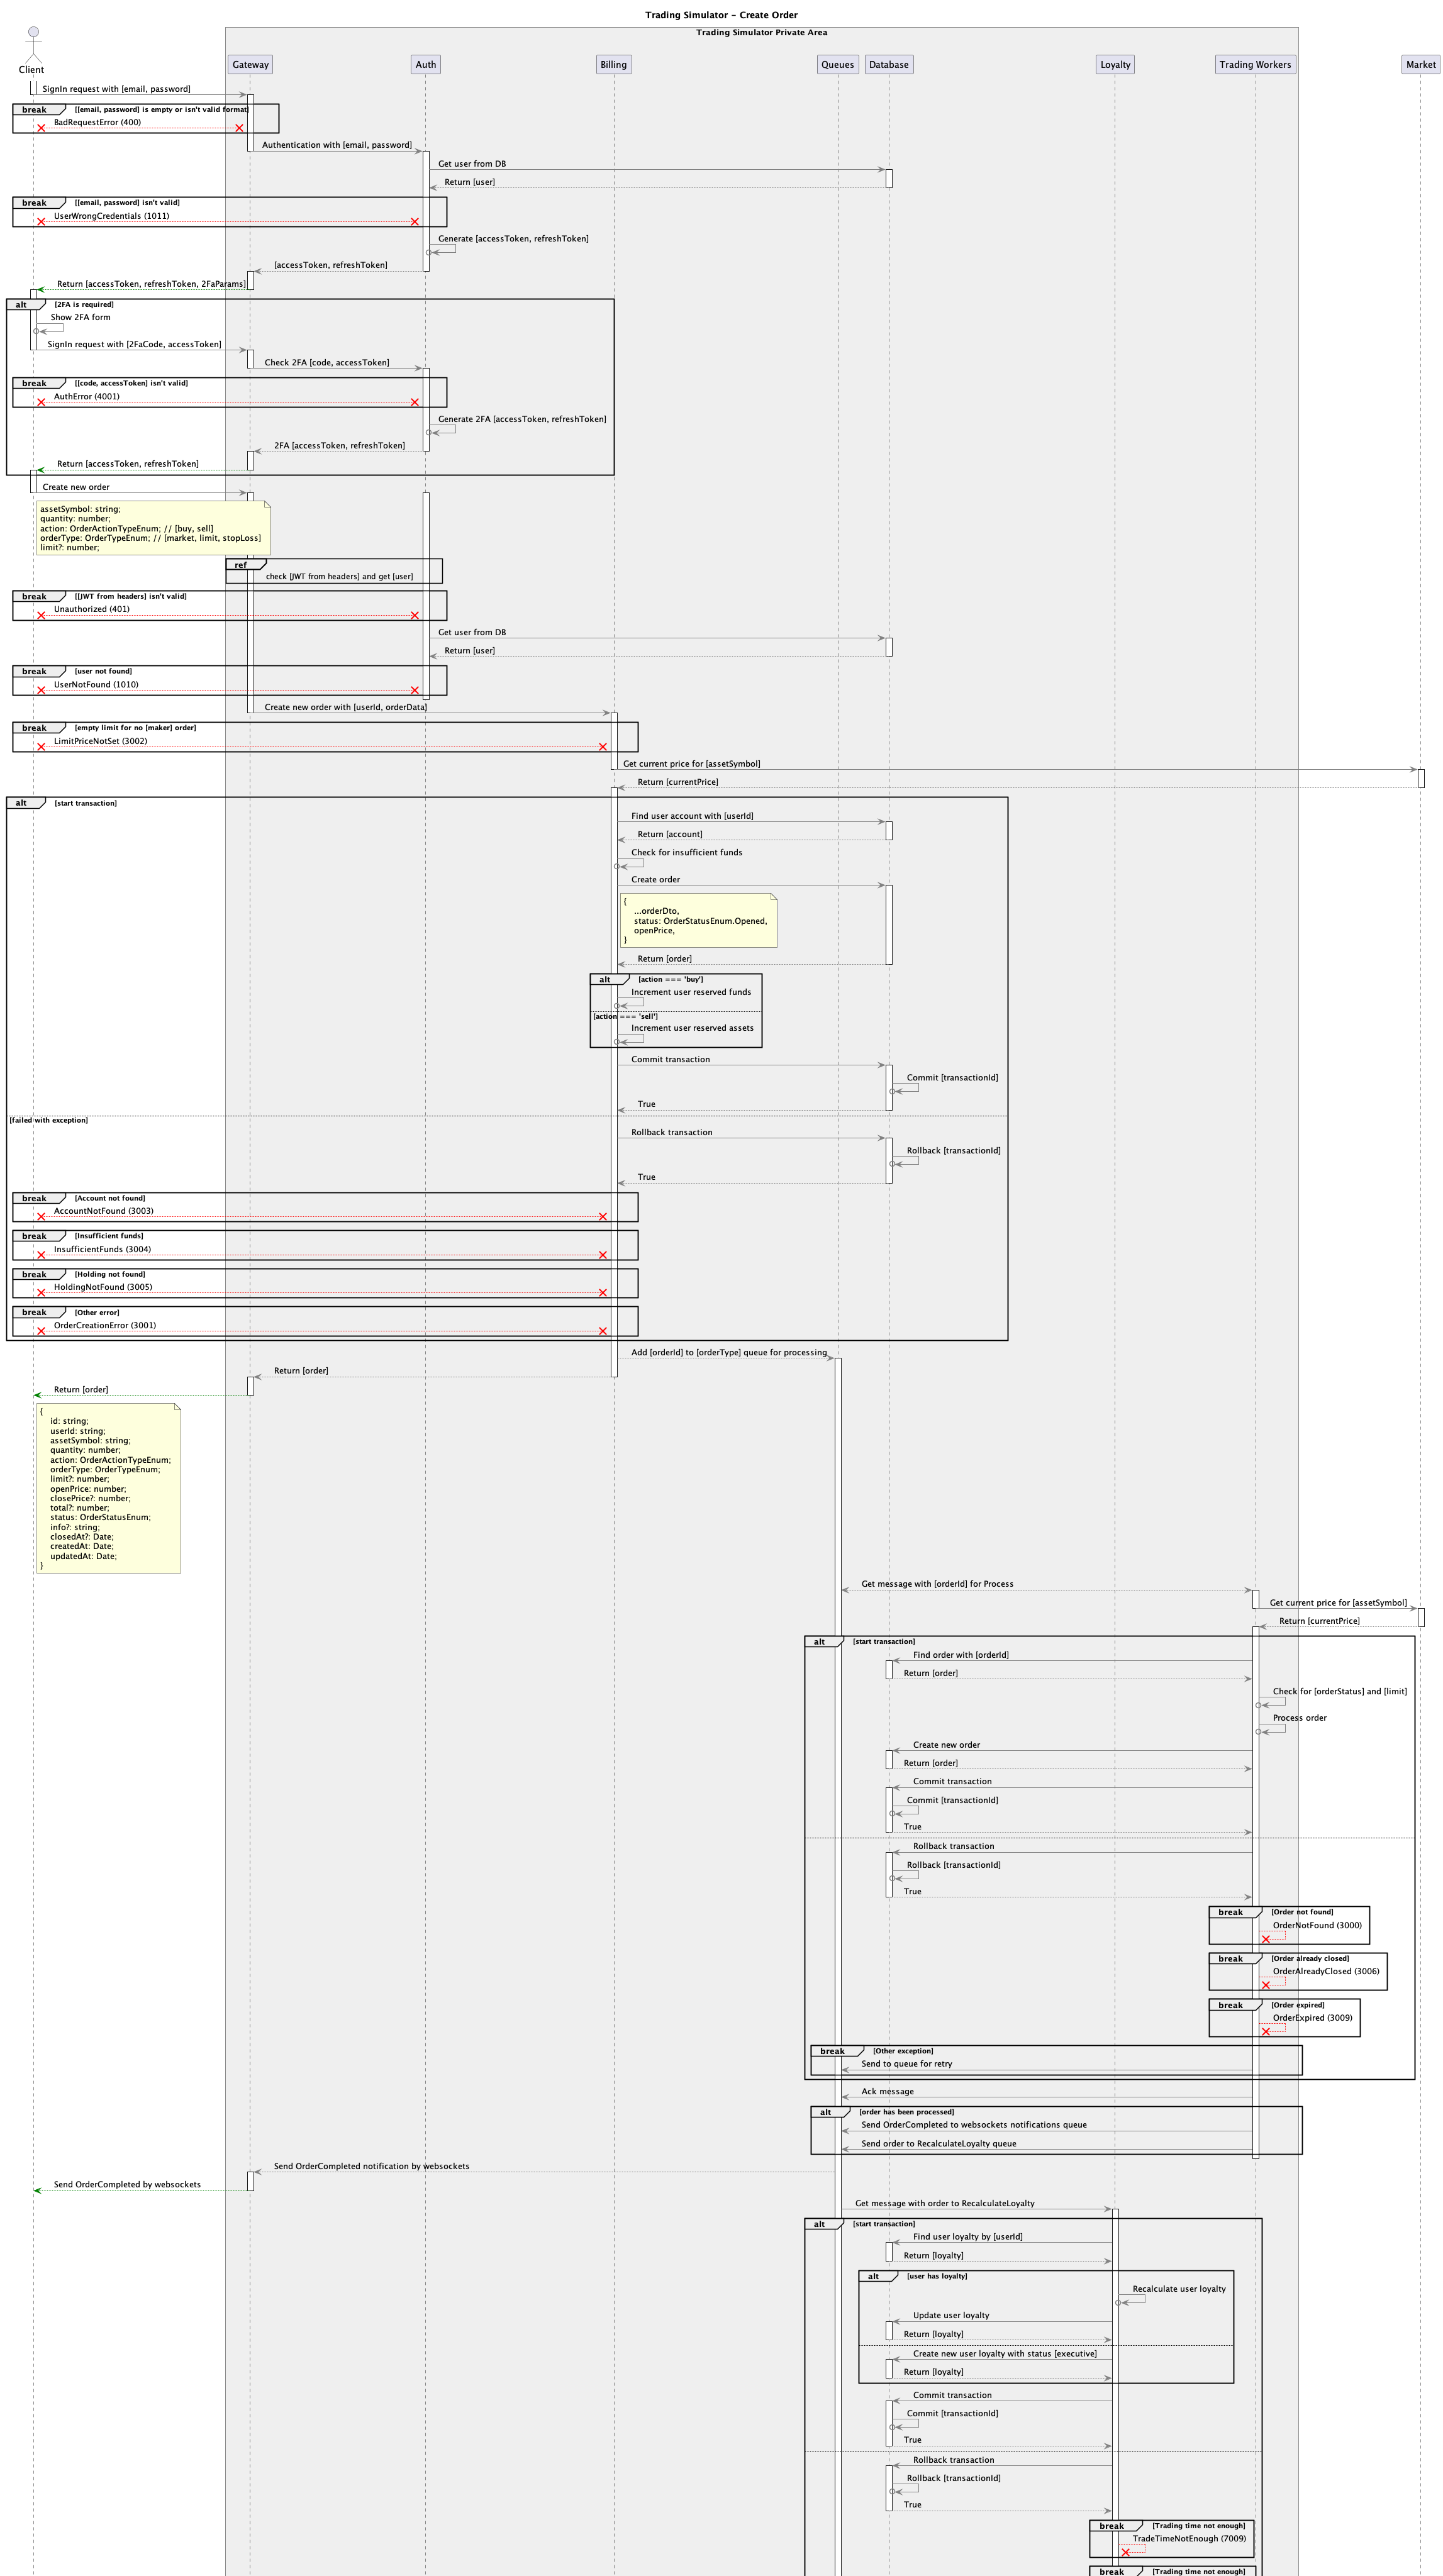 Trading Simulator - Create Order
Trading Simulator Private Area
Client
Gateway
Auth
Billing
Queues
Database
Loyalty
Trading Workers
Market
SignIn request with [email, password]
break
[[email, password] is empty or isn't valid format]
BadRequestError (400)
Authentication with [email, password]
Get user from DB
Return [user]
break
[[email, password] isn't valid]
UserWrongCredentials (1011)
Generate [accessToken, refreshToken]
[accessToken, refreshToken]
Return [accessToken, refreshToken, 2FaParams]
alt
[2FA is required]
Show 2FA form
SignIn request with [2FaCode, accessToken]
Check 2FA [code, accessToken]
break
[[code, accessToken] isn't valid]
AuthError (4001)
Generate 2FA [accessToken, refreshToken]
2FA [accessToken, refreshToken]
Return [accessToken, refreshToken]
Create new order
assetSymbol: string;
quantity: number;
action: OrderActionTypeEnum; // [buy, sell]
orderType: OrderTypeEnum; // [market, limit, stopLoss]
limit?: number;
ref
check [JWT from headers] and get [user]
break
[[JWT from headers] isn't valid]
Unauthorized (401)
Get user from DB
Return [user]
break
[user not found]
UserNotFound (1010)
Create new order with [userId, orderData]
break
[empty limit for no [maker] order]
LimitPriceNotSet (3002)
Get current price for [assetSymbol]
Return [currentPrice]
alt
[start transaction]
Find user account with [userId]
Return [account]
Check for insufficient funds
Create order
{
...orderDto,
status: OrderStatusEnum.Opened,
openPrice,
}
Return [order]
alt
[action === 'buy']
Increment user reserved funds
[action === 'sell']
Increment user reserved assets
Commit transaction
Commit [transactionId]
True
[failed with exception]
Rollback transaction
Rollback [transactionId]
True
break
[Account not found]
AccountNotFound (3003)
break
[Insufficient funds]
InsufficientFunds (3004)
break
[Holding not found]
HoldingNotFound (3005)
break
[Other error]
OrderCreationError (3001)
Add [orderId] to [orderType] queue for processing
Return [order]
Return [order]
{
id: string;
userId: string;
assetSymbol: string;
quantity: number;
action: OrderActionTypeEnum;
orderType: OrderTypeEnum;
limit?: number;
openPrice: number;
closePrice?: number;
total?: number;
status: OrderStatusEnum;
info?: string;
closedAt?: Date;
createdAt: Date;
updatedAt: Date;
}
Get message with [orderId] for Process
Get current price for [assetSymbol]
Return [currentPrice]
alt
[start transaction]
Find order with [orderId]
Return [order]
Check for [orderStatus] and [limit]
Process order
Create new order
Return [order]
Commit transaction
Commit [transactionId]
True
Rollback transaction
Rollback [transactionId]
True
break
[Order not found]
OrderNotFound (3000)
break
[Order already closed]
OrderAlreadyClosed (3006)
break
[Order expired]
OrderExpired (3009)
break
[Other exception]
Send to queue for retry
Ack message
alt
[order has been processed]
Send OrderCompleted to websockets notifications queue
Send order to RecalculateLoyalty queue
Send OrderCompleted notification by websockets
Send OrderCompleted by websockets
Get message with order to RecalculateLoyalty
alt
[start transaction]
Find user loyalty by [userId]
Return [loyalty]
alt
[user has loyalty]
Recalculate user loyalty
Update user loyalty
Return [loyalty]
Create new user loyalty with status [executive]
Return [loyalty]
Commit transaction
Commit [transactionId]
True
Rollback transaction
Rollback [transactionId]
True
break
[Trading time not enough]
TradeTimeNotEnough (7009)
break
[Trading time not enough]